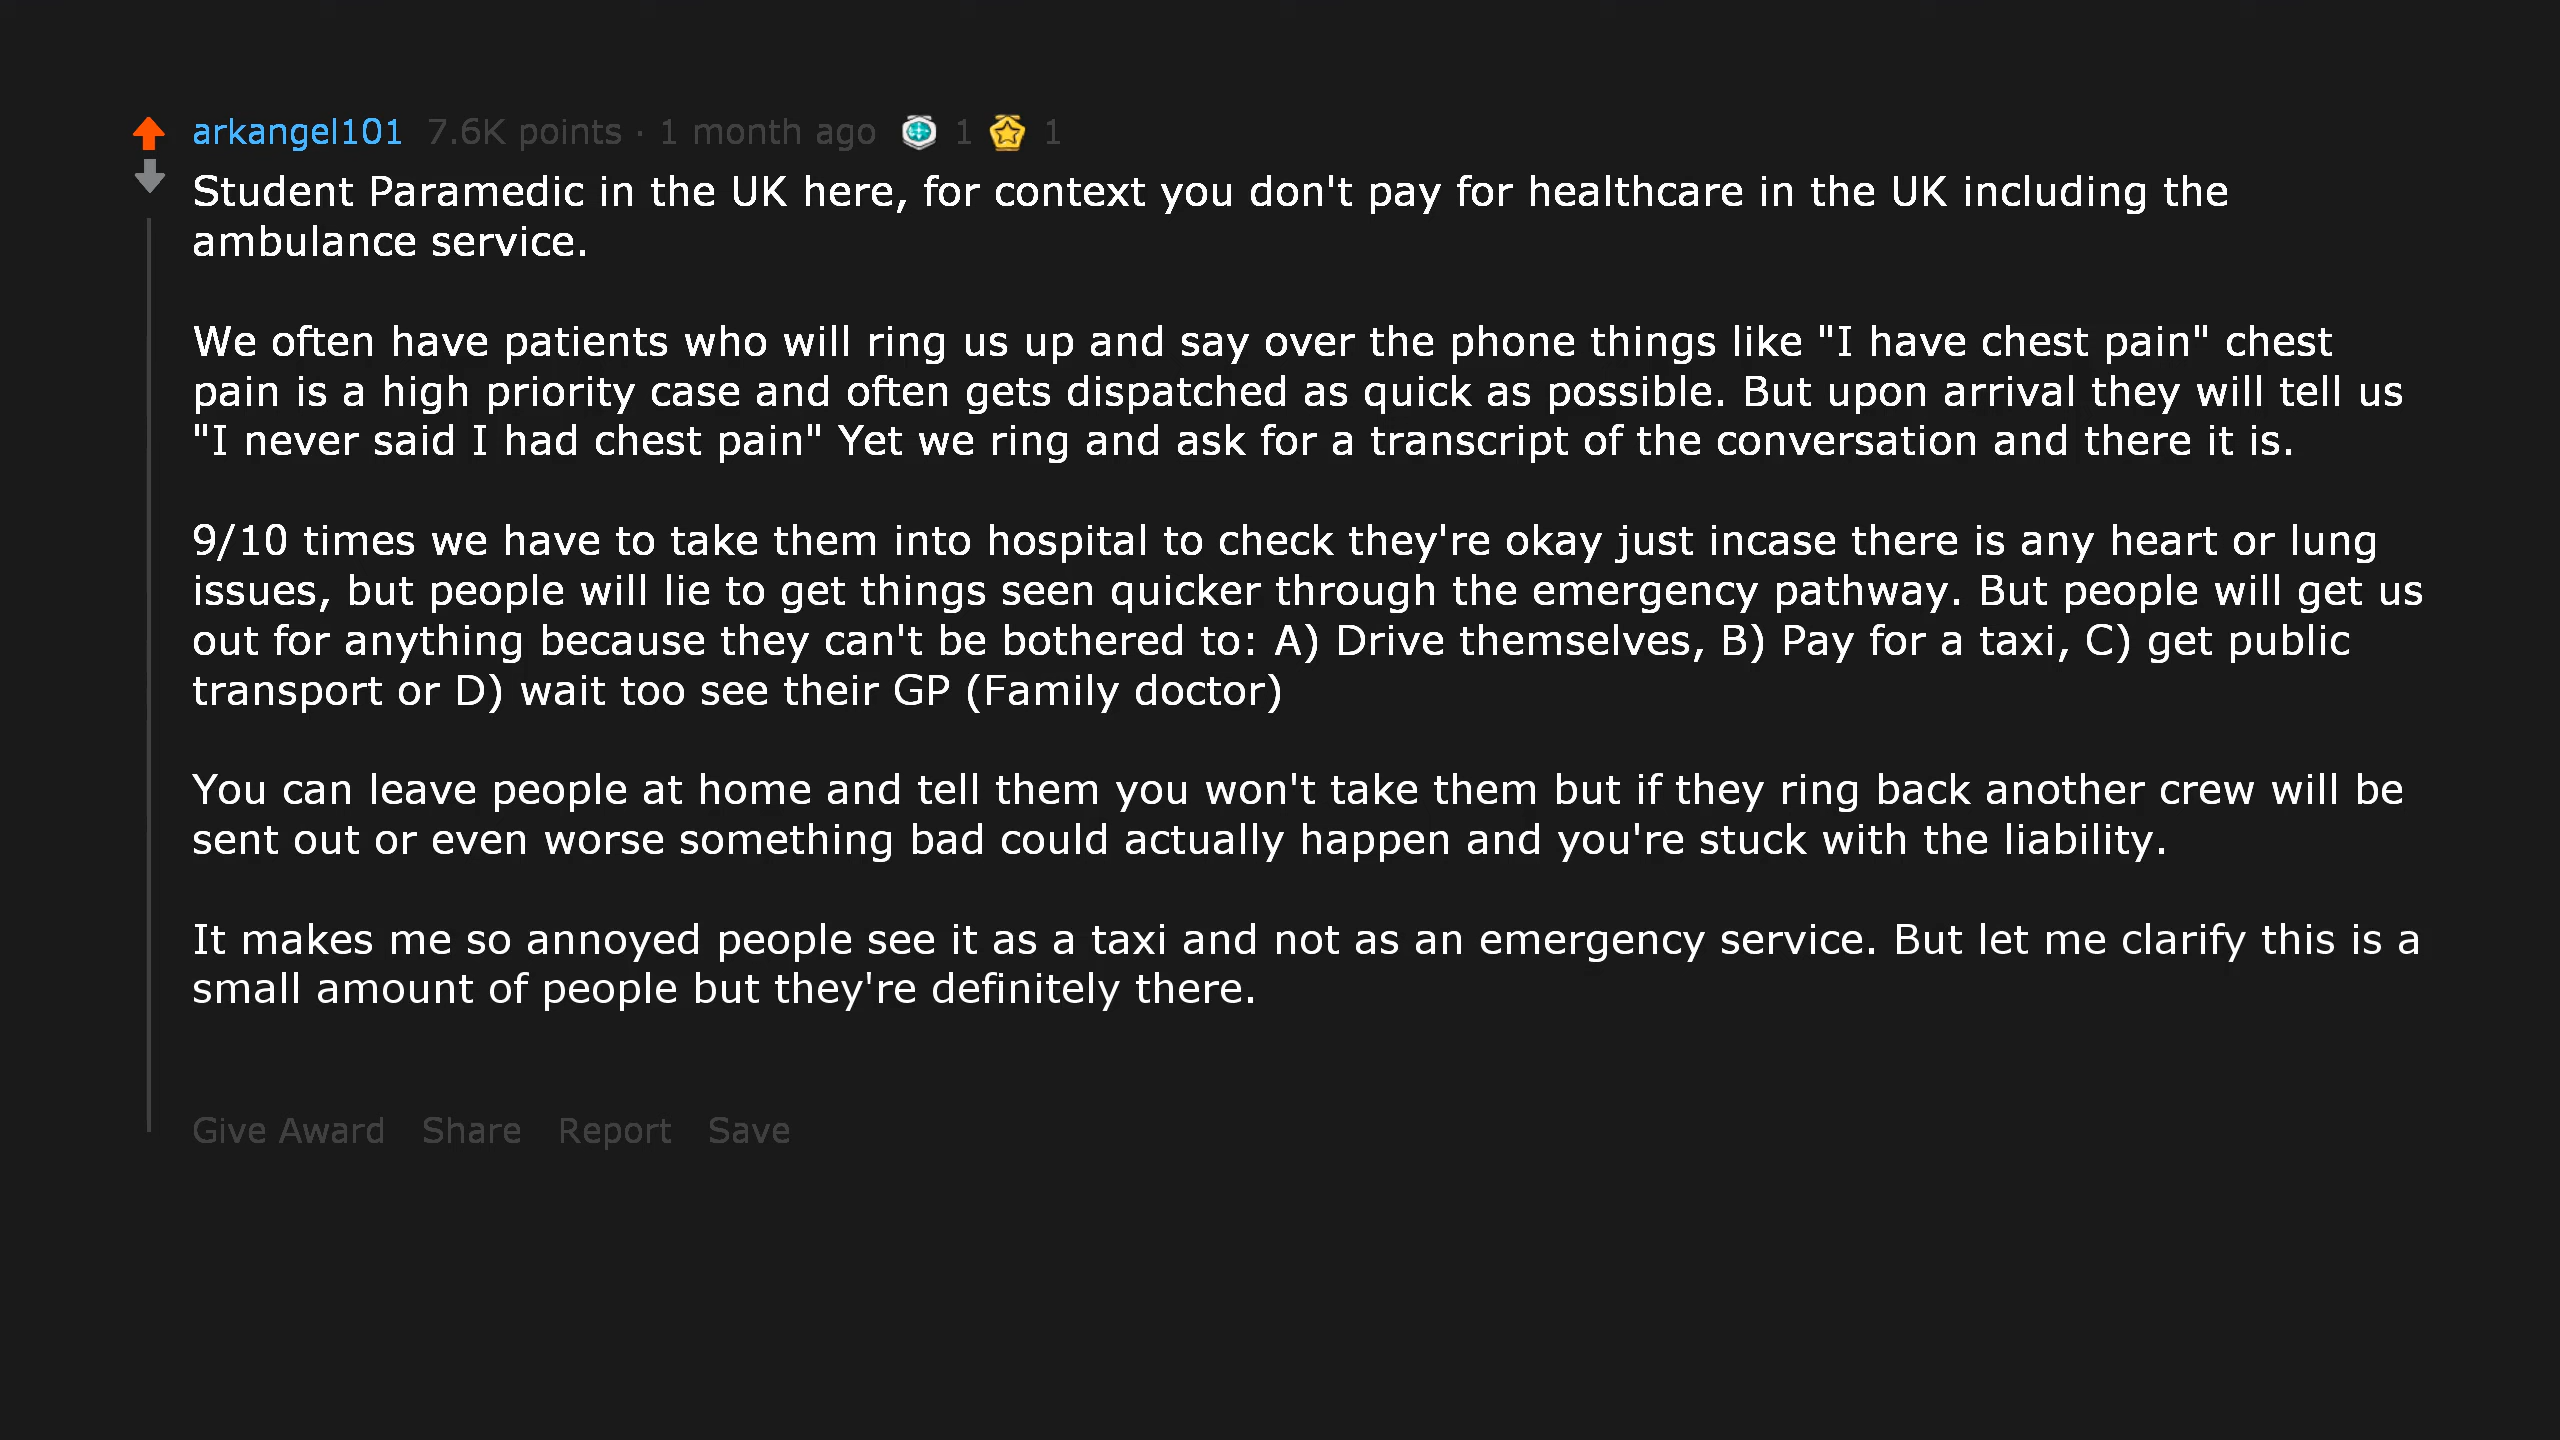 arkangel101 7.6K points · 1 month ago 1 1
Student Paramedic in the UK here, for context you don't pay for healthcare in the UK including the
ambulance service.
We often have patients who will ring us up and say over the phone things like "I have chest pain" chest
pain is a high priority case and often gets dispatched as quick as possible. But upon arrival they will tell us
"I never said I had chest pain" Yet we ring and ask for a transcript of the conversation and there it is.
9/10 times we have to take them into hospital to check they're okay just incase there is any heart or lung
issues, but people will lie to get things seen quicker through the emergency pathway. But people will get us
out for anything because they can't be bothered to: A) Drive themselves, B) Pay for a taxi, C) get public
transport or D) wait too see their GP (Family doctor)
You can leave people at home and tell them you won't take them but if they ring back another crew will be
sent out or even worse something bad could actually happen and you're stuck with the liability.
It makes me so annoyed people see it as a taxi and not as an emergency service. But let me clarify this is a
small amount of people but they're definitely there.
Give Award Share Report Save